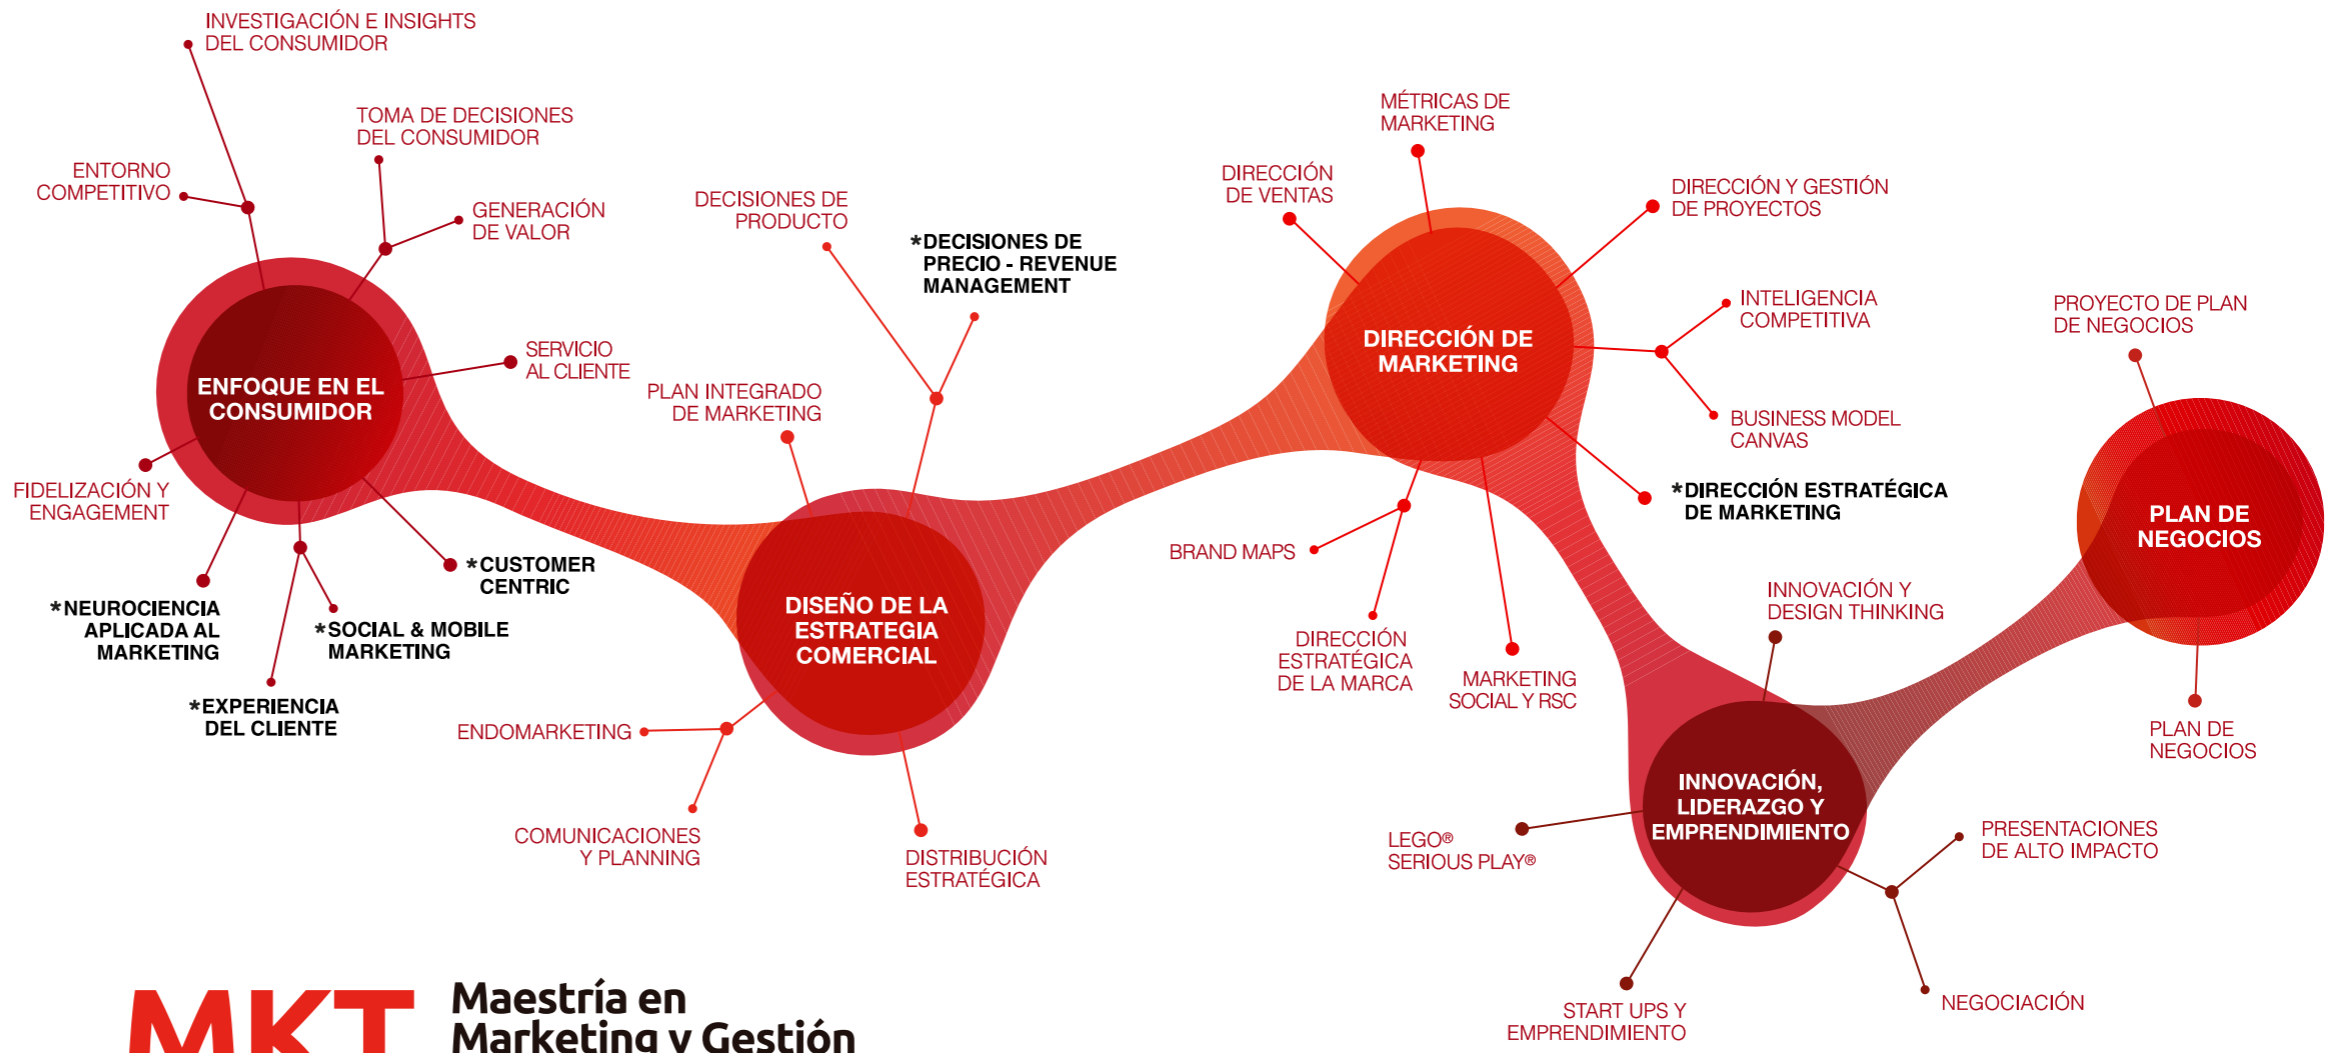 INVESTIGACIÓN E INSIGHTS
DEL CONSUMIDOR
ENTORNO
COMPETITIVO
TOMA DE DECISIONES
DEL CONSUMIDOR
GENERACIÓN
DE VALOR
SERVICIO
AL CLIENTE
ENFOQUE EN EL
CONSUMIDOR
FIDELIZACIÓN Y
ENGAGEMENT
*NEUROCIENCIA
APLICADA AL
MARKETING
*EXPERIENCIA
DEL CLIENTE
*SOCIAL & MOBILE
MARKETING
*CUSTOMER
CENTRIC
DECISIONES DE
PRODUCTO
*DECISIONES DE
PRECIO - REVENUE
MANAGEMENT
PLAN INTEGRADO
DE MARKETING
DISEÑO DE LA
ESTRATEGIA
COMERCIAL
ENDOMARKETING
COMUNICACIONES
Y PLANNING
DISTRIBUCIÓN
ESTRATÉGICA
MÉTRICAS DE
MARKETING
DIRECCIÓN
DE VENTAS
DIRECCIÓN Y GESTIÓN
DE PROYECTOS
INTELIGENCIA
COMPETITIVA
DIRECCIÓN DE
MARKETING
BUSINESS MODEL
CANVAS
*DIRECCIÓN ESTRATÉGICA
DE MARKETING
BRAND MAPS
DIRECCIÓN
ESTRATÉGICA
DE LA MARCA
MARKETING
SOCIAL Y RSC
INNOVACIÓN Y
DESIGN THINKING
INNOVACIÓN,
LIDERAZGO Y
EMPRENDIMIENTO
LEGO®
SERIOUS PLAY®
PRESENTACIONES
DE ALTO IMPACTO
START UPS Y
EMPRENDIMIENTO
NEGOCIACIÓN
PROYECTO DE PLAN
DE NEGOCIOS
PLAN DE
NEGOCIOS
PLAN DE
NEGOCIOS
MKT
Maestría en
Marketing y Gestión